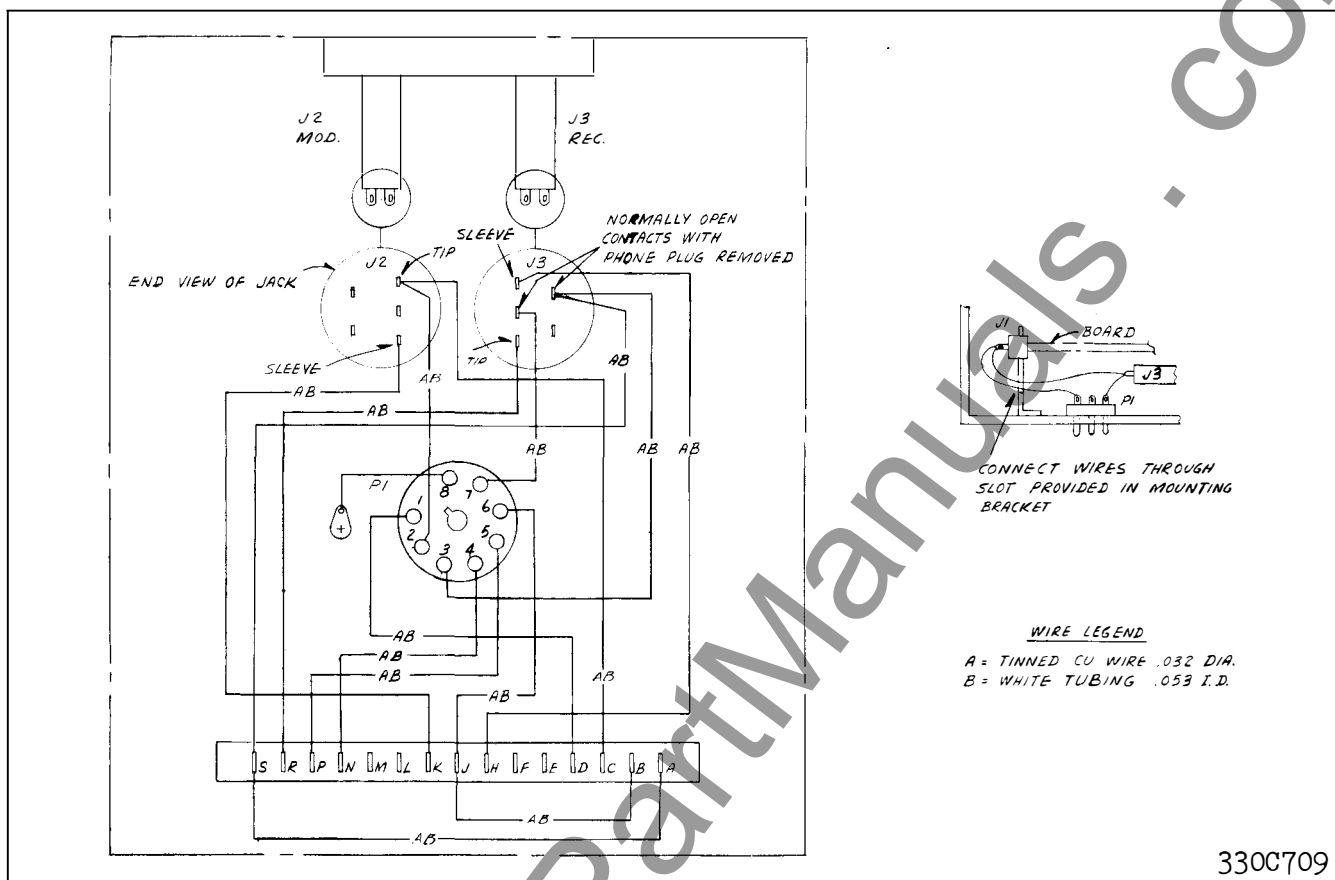 J2
MOD.
J3
REC.
NORMALLY OPEN
CONTACTS WITH
PHONE PLUG REMOVED
SLEEVE
TIP
J2
J3
END VIEW OF JACK
SLEEVE
TIP
AB
AB
AB
AB
AB
AB
AB
AB
P1
8
7
1
6
2
5
3
4
AB
AB
AB
AB
AB
S R P N M L K J H F E D C B A
AB
AB
J1
BOARD
J3
P1
CONNECT WIRES THROUGH
SLOT PROVIDED IN MOUNTING
BRACKET
WIRE LEGEND
A = TINNED CU WIRE .032 DIA.
B = WHITE TUBING .053 I.D.
330C709
PartManuals . co